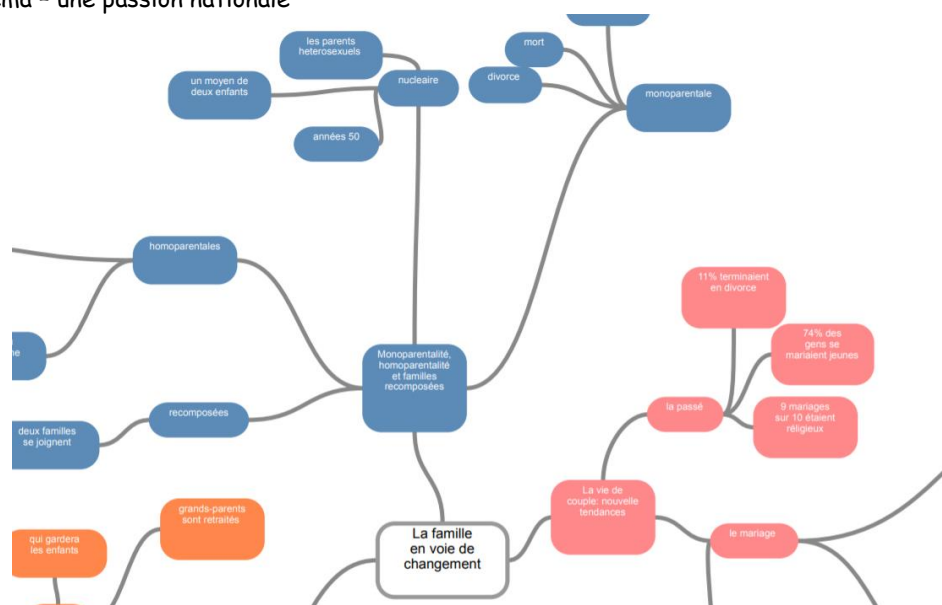 une passion nationale
les parents
heterosexuels
mort
un moyen de
deux enfants
nucleaire
divorce
monoparentale
années 50
homoparentales
11% terminaient
en divorce
74% des
gens se
mariaient jeunes
Monoparentalité,
homoparentalité
et familles
recomposées
recomposées
la passé
9 mariages
sur 10 étaient
réligieux
deux familles
se joignent
La vie de
couple: nouvelle
tendances
grands-parents
sont retraités
qui gardera
les enfants
La famille
en voie de
changement
le mariage